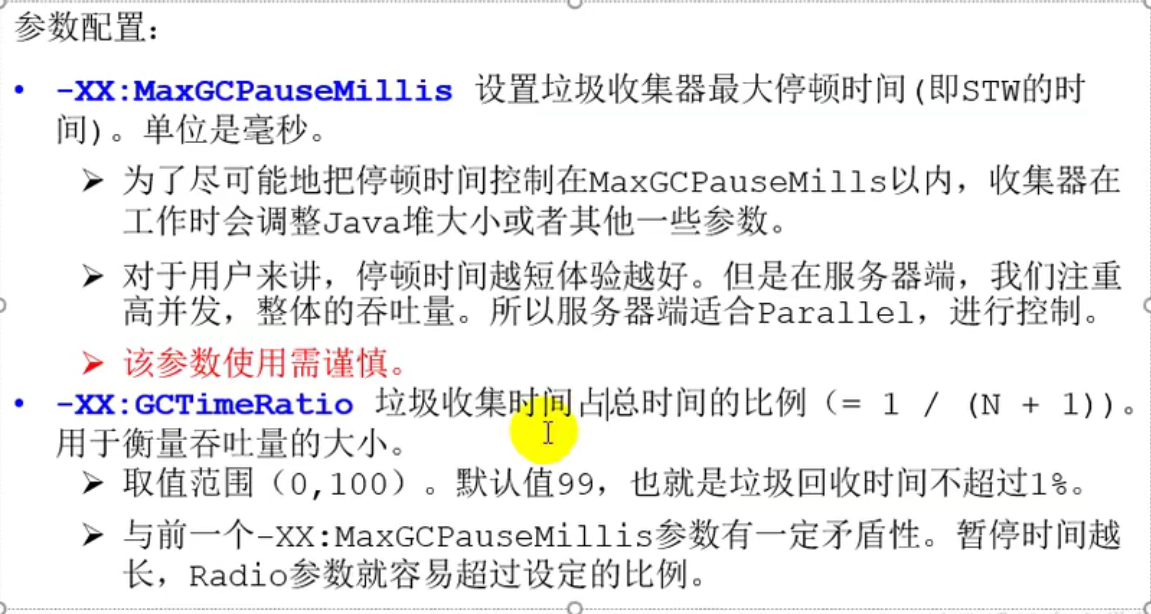 参数配置：
• -XX:MaxGCPauseMillis 设置垃圾收集器最大停顿时间(即STW的时
间)。单位是毫秒。
➢ 为了尽可能地把停顿时间控制在MaxGCPauseMills以内，收集器在
工作时会调整Java堆大小或者其他一些参数。
➢ 对于用户来讲，停顿时间越短体验越好。但是在服务器端，我们注重
高并发，整体的吞吐量。所以服务器端适合Parallel，进行控制。
➢ 该参数使用需谨慎。
• -XX:GCTimeRatio 垃圾收集时间占总时间的比例（= 1 / (N + 1)）。
用于衡量吞吐量的大小。
➢ 取值范围（0,100）。默认值99，也就是垃圾回收时间不超过1%。
➢ 与前一个-XX:MaxGCPauseMillis参数有一定矛盾性。暂停时间越
长，Radio参数就容易超过设定的比例。